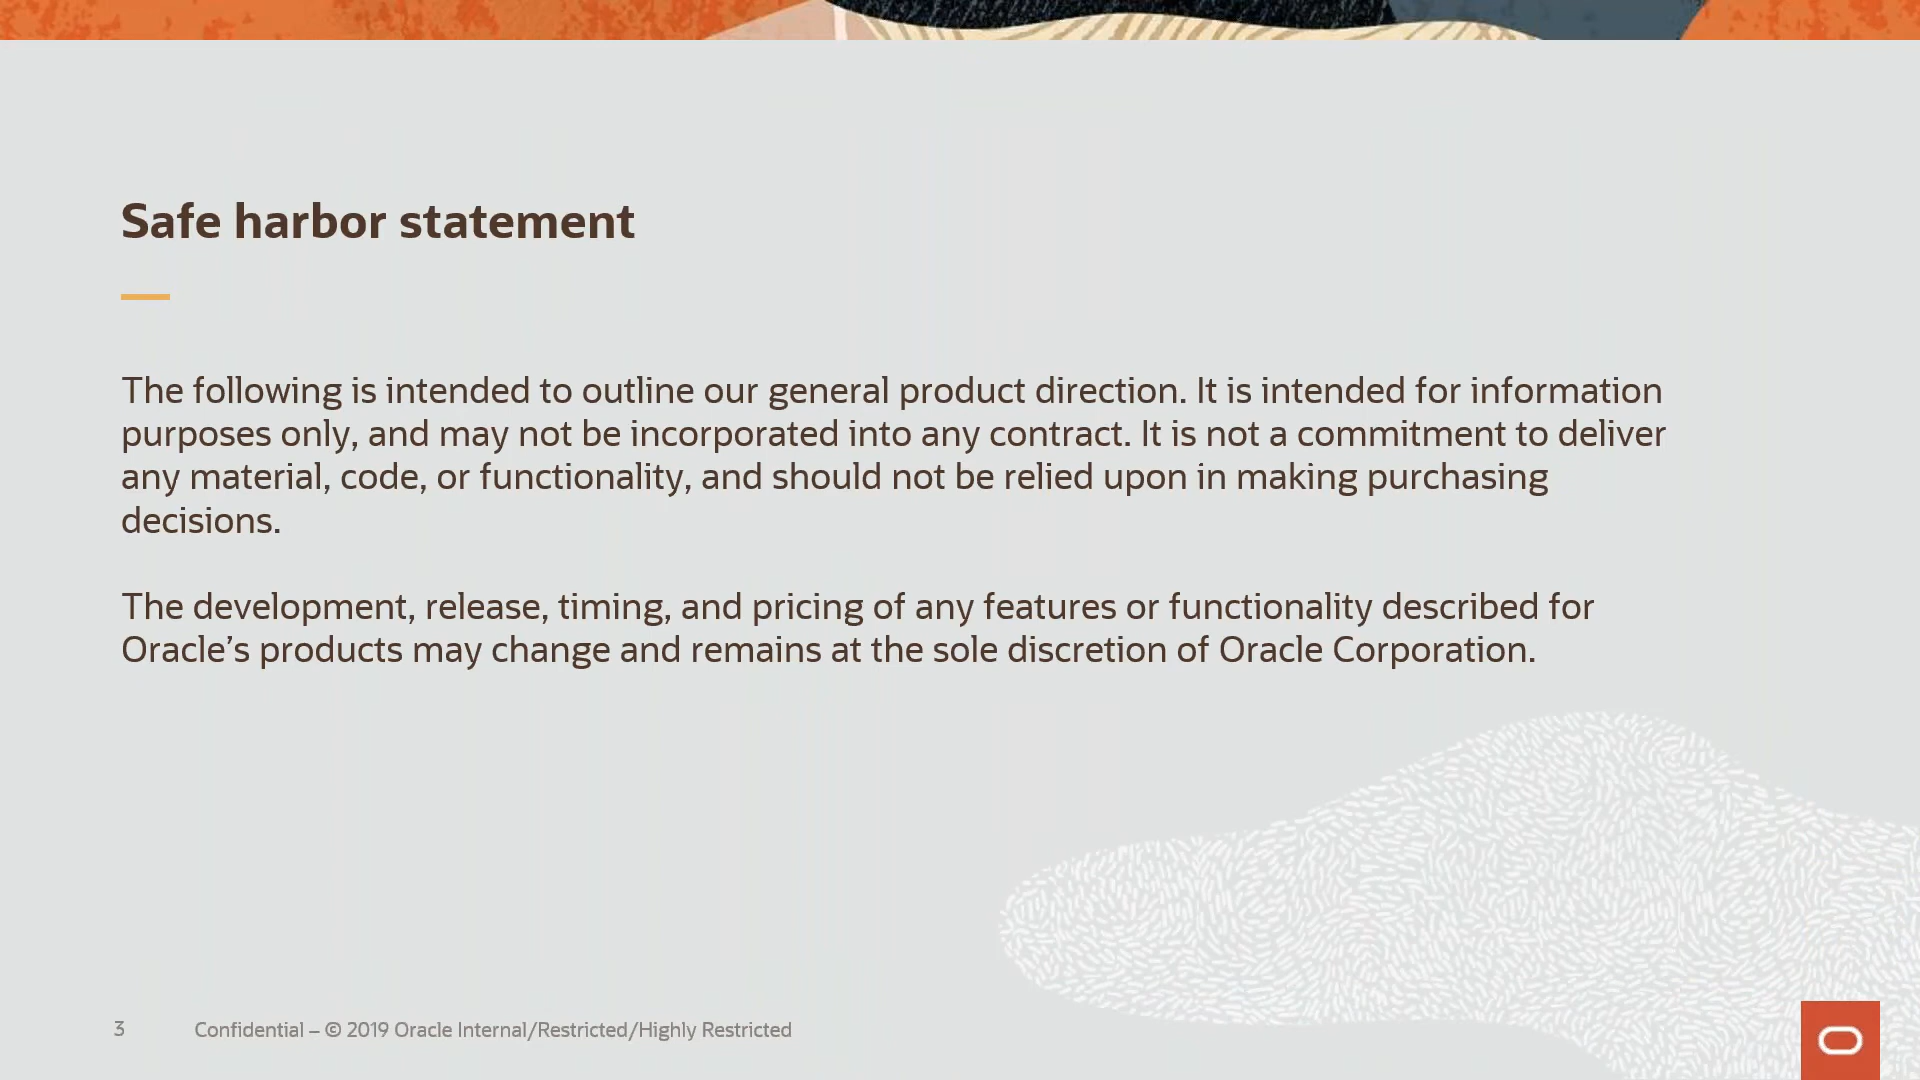 Safe harbor statement
The following is intended to outline our general product direction. It is intended for information
purposes only, and may not be incorporated into any contract. It is not a commitment to deliver
any material, code, or functionality, and should not be relied upon in making purchasing
decisions.
The development, release, timing, and pricing of any features or functionality described for
Oracle’s products may change and remains at the sole discretion of Oracle Corporation.
3 Confidential – © 2019 Oracle Internal/Restricted/Highly Restricted